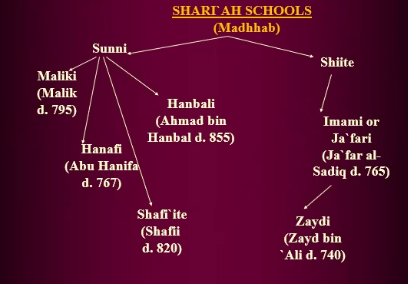 SHARI`AH SCHOOLS
(Madhhab)
Sunni
Shiite
Maliki
(Malik
d. 795)
Hanbali
(Ahmad bin
Hanbal d. 855)
Imami or
Ja`fari
(Ja`far al-
Sadiq d. 765)
Hanafi
(Abu Hanifa
d. 767)
Shafi`ite
(Shafii
d. 820)
Zaydi
(Zayd bin
`Ali d. 740)